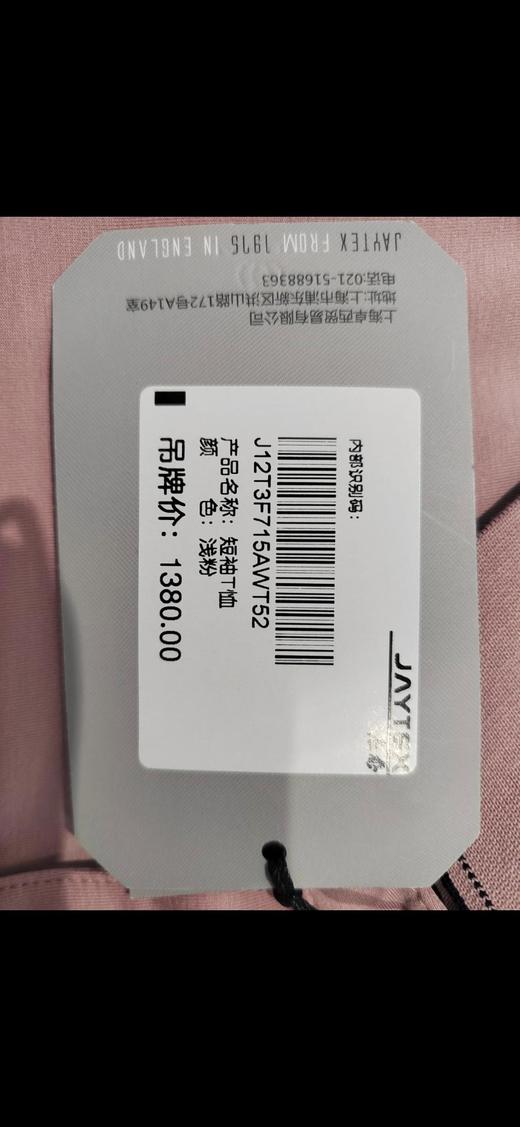 JAYTEX FROM 1975 IN ENGLAND
上海卓西贸易有限公司
地址:上海市浦东新区洪山路172号A149室
电话:021-51688363
JAYTEX
内部识别码：
J12T3F715AWT52
产品名称：短袖T恤
颜　色：浅粉
吊牌价：1380.00